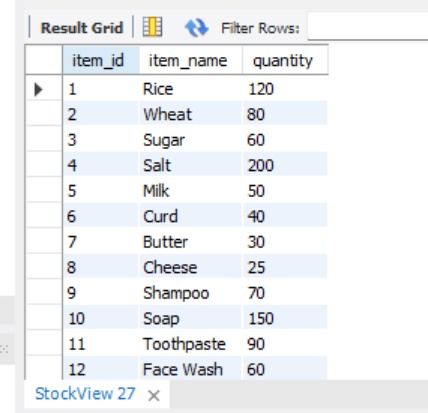 Result Grid Filter Rows:
item_id item_name quantity
1 Rice 120
2 Wheat 80
3 Sugar 60
4 Salt 200
5 Milk 50
6 Curd 40
7 Butter 30
8 Cheese 25
9 Shampoo 70
10 Soap 150
11 Toothpaste 90
12 Face Wash 60
StockView 27